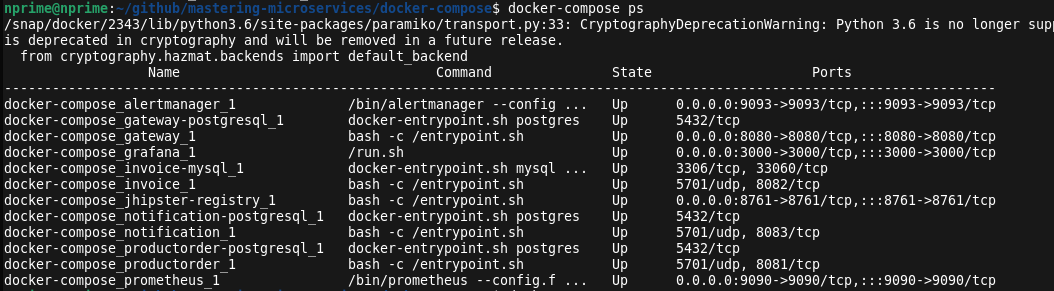 nprime@nprime:~/github/mastering-microservices/docker-compose$ docker-compose ps
/snap/docker/2343/lib/python3.6/site-packages/paramiko/transport.py:33: CryptographyDeprecationWarning: Python 3.6 is no longer supp
is deprecated in cryptography and will be removed in a future release.
  from cryptography.hazmat.backends import default_backend
                  Name                                Command               State                    Ports
----------------------------------------------------------------------------------------------------------------------------
docker-compose_alertmanager_1              /bin/alertmanager --config ...   Up      0.0.0.0:9093->9093/tcp,:::9093->9093/tcp
docker-compose_gateway-postgresql_1        docker-entrypoint.sh postgres    Up      5432/tcp
docker-compose_gateway_1                   bash -c /entrypoint.sh           Up      0.0.0.0:8080->8080/tcp,:::8080->8080/tcp
docker-compose_grafana_1                   /run.sh                          Up      0.0.0.0:3000->3000/tcp,:::3000->3000/tcp
docker-compose_invoice-mysql_1             docker-entrypoint.sh mysql ...   Up      3306/tcp, 33060/tcp
docker-compose_invoice_1                   bash -c /entrypoint.sh           Up      5701/udp, 8082/tcp
docker-compose_jhipster-registry_1         bash -c /entrypoint.sh           Up      0.0.0.0:8761->8761/tcp,:::8761->8761/tcp
docker-compose_notification-postgresql_1   docker-entrypoint.sh postgres    Up      5432/tcp
docker-compose_notification_1              bash -c /entrypoint.sh           Up      5701/udp, 8083/tcp
docker-compose_productorder-postgresql_1   docker-entrypoint.sh postgres    Up      5432/tcp
docker-compose_productorder_1              bash -c /entrypoint.sh           Up      5701/udp, 8081/tcp
docker-compose_prometheus_1                /bin/prometheus --config.f ...   Up      0.0.0.0:9090->9090/tcp,:::9090->9090/tcp